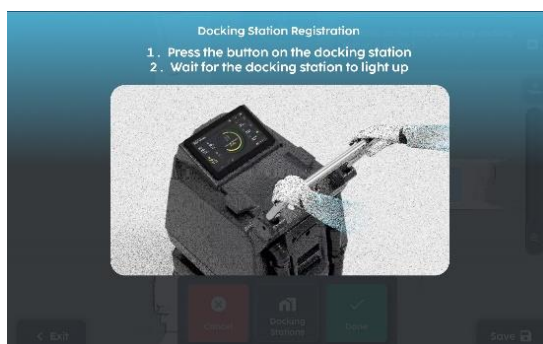 Docking Station Registration
1. Press the button on the docking station
2. Wait for the docking station to light up
Cancel
Docking
Stations
Done
< Exit
Save